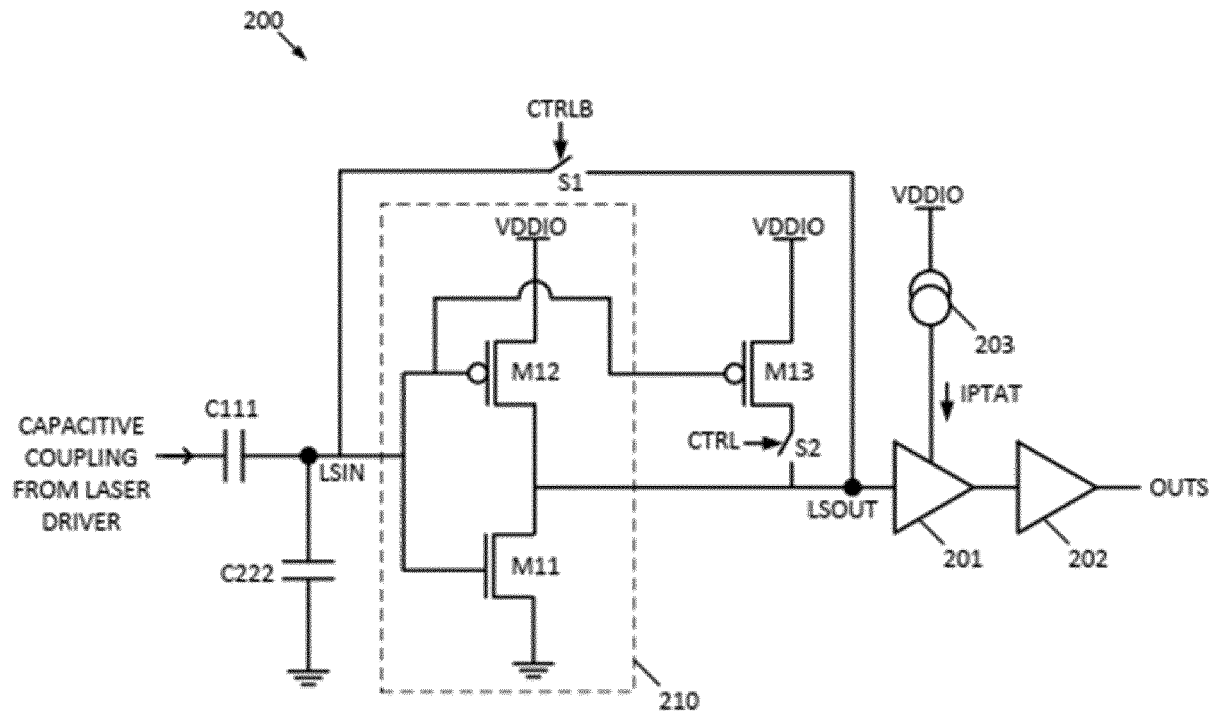 200
CTRLB
S1
VDDIO
VDDIO
VDDIO
203
M12
M13
IPTAT
C111
CAPACITIVE
COUPLING
FROM LASER
DRIVER
LSIN
CTRL
S2
LSOUT
OUTS
201
202
C222
M11
210